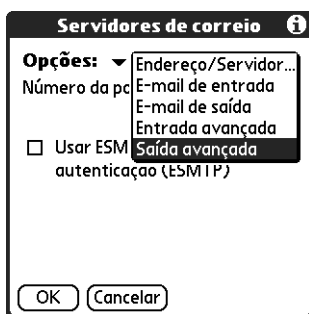 Servidores de correio
Opções:
Endereço/Servidor...
Número da po
E-mail de entrada
E-mail de saída
Entrada avançada
Usar ESM
Saída avançada
autenticação (ESMTP)
OK
Cancelar